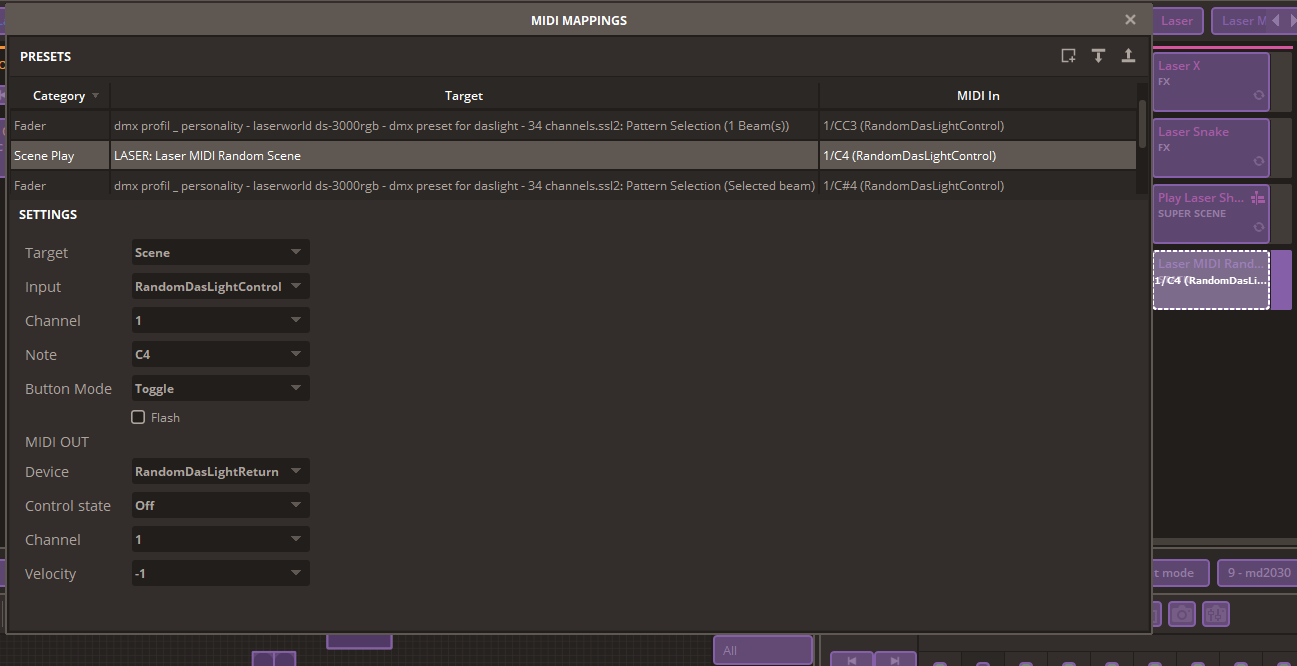 MIDI MAPPINGS
PRESETS
Category Target MIDI In
Fader dmx profil _ personality - laserworld ds-3000rgb - dmx preset for daslight - 34 channels.ssl2: Pattern Selection (1 Beam(s)) 1/CC3 (RandomDasLightControl)
Scene Play LASER: Laser MIDI Random Scene 1/C4 (RandomDasLightControl)
Fader dmx profil _ personality - laserworld ds-3000rgb - dmx preset for daslight - 34 channels.ssl2: Pattern Selection (Selected beam) 1/C#4 (RandomDasLightControl)
SETTINGS
Target Scene
Input RandomDasLightControl
Channel 1
Note C4
Button Mode Toggle
Flash
MIDI OUT
Device RandomDasLightReturn
Control state Off
Channel 1
Velocity -1
Laser Laser M
Laser X
FX
Laser Snake
FX
Play Laser Sh...
SUPER SCENE
Laser MIDI Rand...
1/C4 (RandomDasLi...
t mode 9 - md2030
All